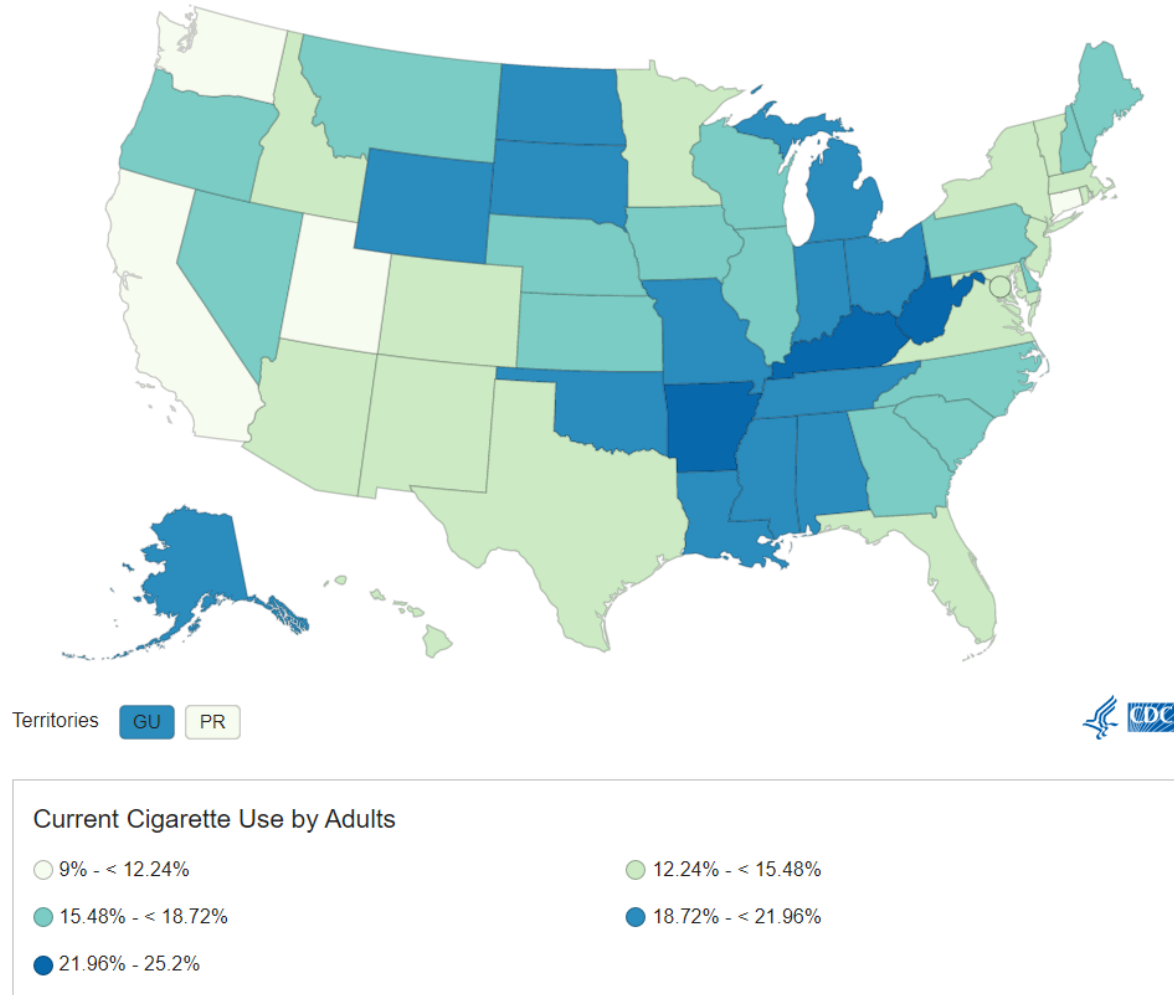 Territories GU PR
CDC
Current Cigarette Use by Adults
9% - < 12.24%
12.24% - < 15.48%
15.48% - < 18.72%
18.72% - < 21.96%
21.96% - 25.2%